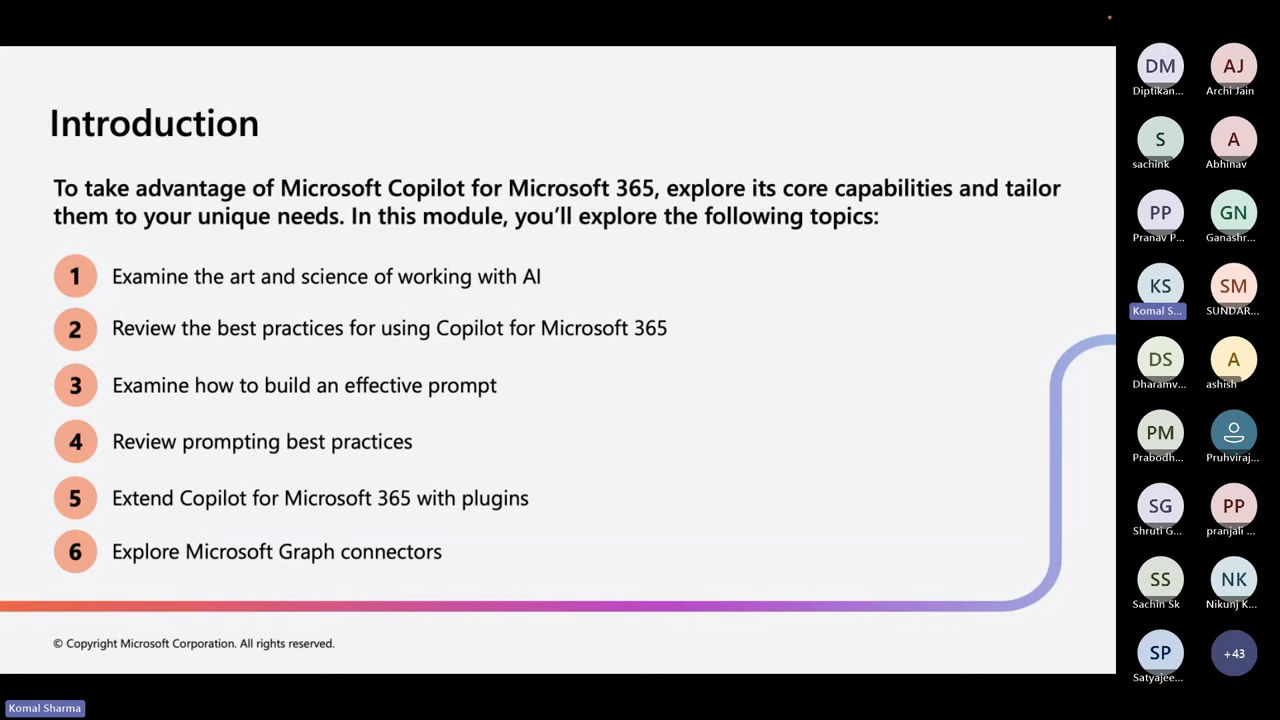 Introduction
To take advantage of Microsoft Copilot for Microsoft 365, explore its core capabilities and tailor
them to your unique needs. In this module, you’ll explore the following topics:
1 Examine the art and science of working with AI
2 Review the best practices for using Copilot for Microsoft 365
3 Examine how to build an effective prompt
4 Review prompting best practices
5 Extend Copilot for Microsoft 365 with plugins
6 Explore Microsoft Graph connectors
© Copyright Microsoft Corporation. All rights reserved.
DM AJ
Diptikan... Archi Jain
S A
sachink Abhinav
PP GN
Pranav P... Ganashr...
KS SM
Komal S... SUNDAR...
DS A
Dharamv... ashish
PM
Prabodh... Pruhviraj...
SG PP
Shruti G... pranjali ...
SS NK
Sachin Sk Nikunj K...
SP +43
Satyajee...
Komal Sharma